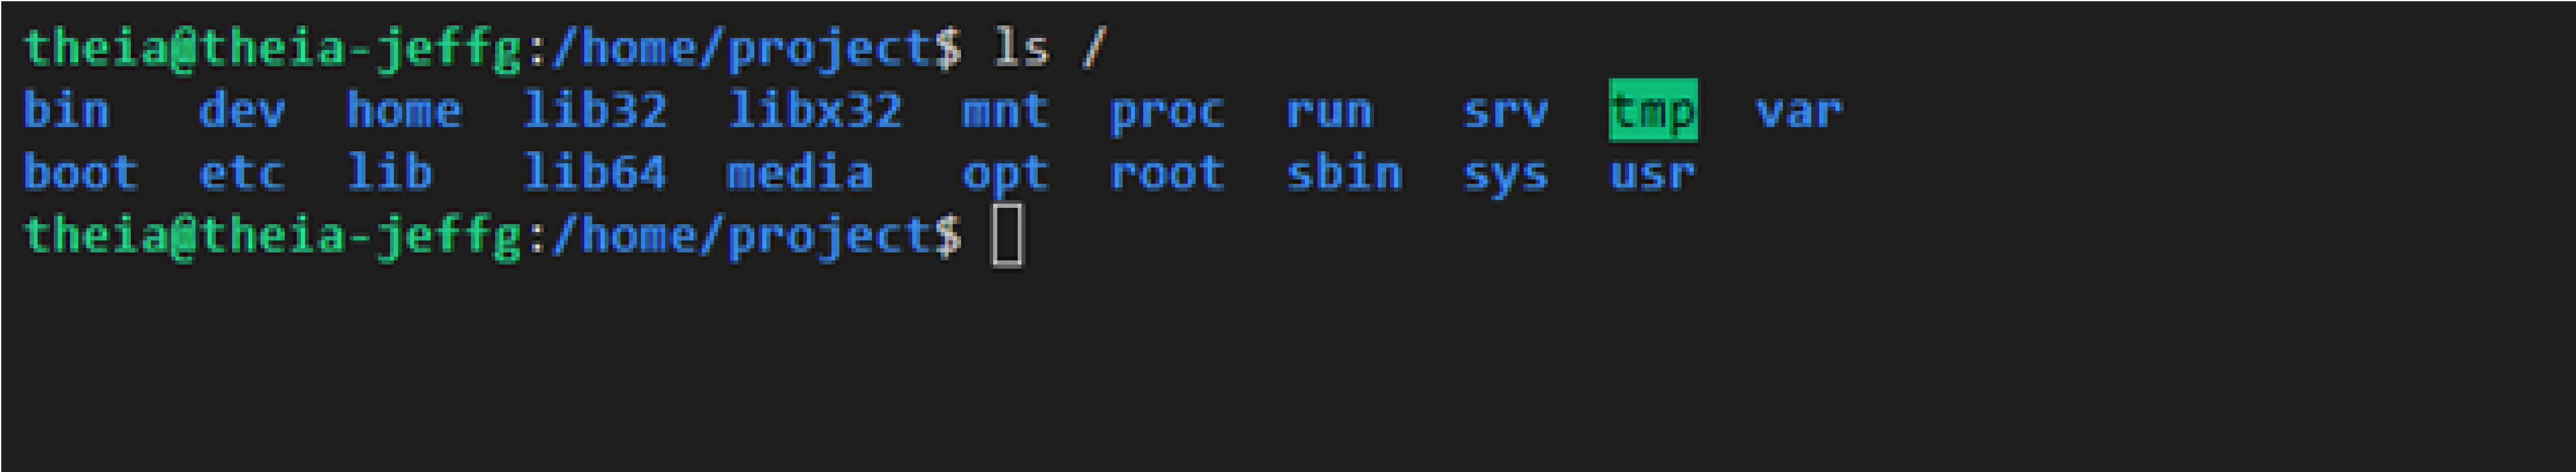 theia@theia-jeffg:/home/project$ ls /
bin   dev  home  lib32  libx32  mnt  proc  run   srv  tmp  var
boot  etc  lib   lib64  media   opt  root  sbin  sys  usr
theia@theia-jeffg:/home/project$